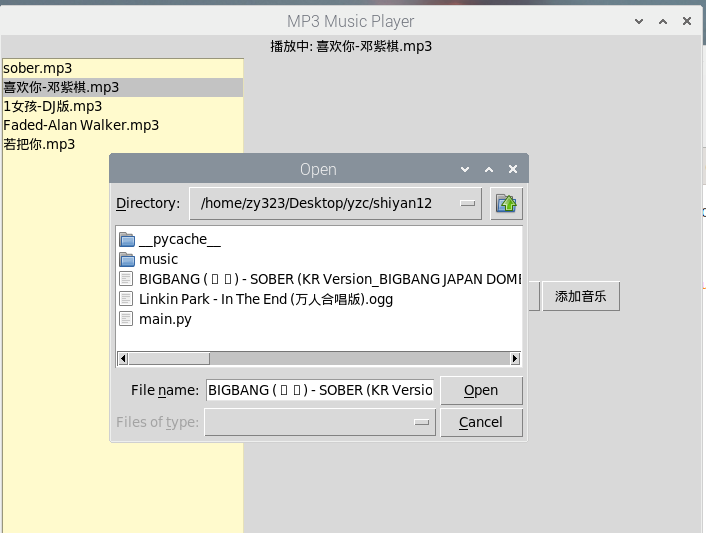 MP3 Music Player
播放中: 喜欢你-邓紫棋.mp3
sober.mp3
喜欢你-邓紫棋.mp3
1女孩-DJ版.mp3
Faded-Alan Walker.mp3
若把你.mp3
Open
Directory: /home/zy323/Desktop/yzc/shiyan12
__pycache__
music
BIGBANG ( ) - SOBER (KR Version_BIGBANG JAPAN DOME
Linkin Park - In The End (万人合唱版).ogg
main.py
添加音乐
File name: BIGBANG ( ) - SOBER (KR Versio
Open
Files of type:
Cancel